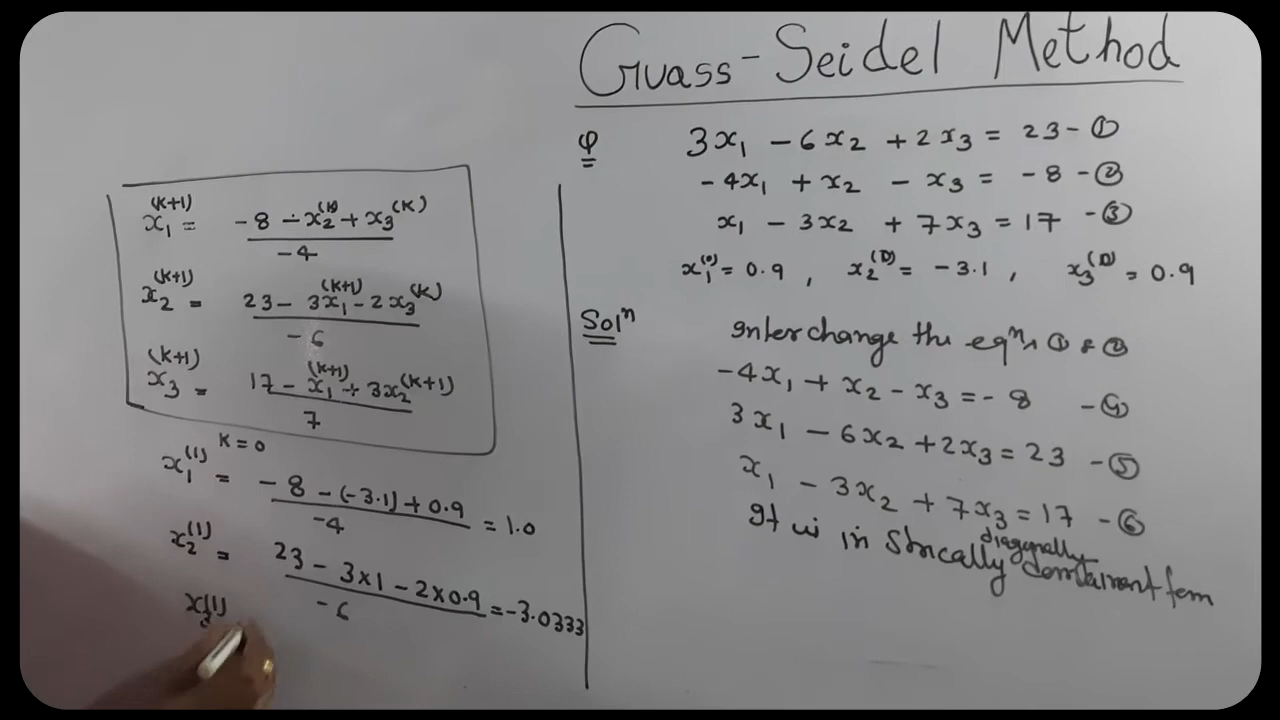 Guass-Seidel Method
φ 3x₁ - 6x₂ + 2x₃ = 23 - ①
-4x₁ + x₂ - x₃ = -8 - ②
x₁ - 3x₂ + 7x₃ = 17 - ③
x₁⁽⁰⁾ = 0.9 , x₂⁽⁰⁾ = -3.1 , x₃⁽⁰⁾ = 0.9
Solⁿ Interchange the eqⁿs ① & ②
-4x₁ + x₂ - x₃ = -8 - ④
3x₁ - 6x₂ + 2x₃ = 23 - ⑤
x₁ - 3x₂ + 7x₃ = 17 - ⑥
It is in
diagonally
form
x₁⁽ᴷ⁺¹⁾ = (-8 - x₂⁽ᴷ⁾ + x₃⁽ᴷ⁾) / -4
x₂⁽ᴷ⁺¹⁾ = (23 - 3x₁⁽ᴷ⁺¹⁾ - 2x₃⁽ᴷ⁾) / -6
x₃⁽ᴷ⁺¹⁾ = (17 - x₁⁽ᴷ⁺¹⁾ + 3x₂⁽ᴷ⁺¹⁾) / 7
K = 0
x₁⁽¹⁾ = (-8 - (-3.1) + 0.9) / -4 = 1.0
x₂⁽¹⁾ = (23 - 3×1 - 2×0.9) / -6 = -3.0333
x₃⁽¹⁾